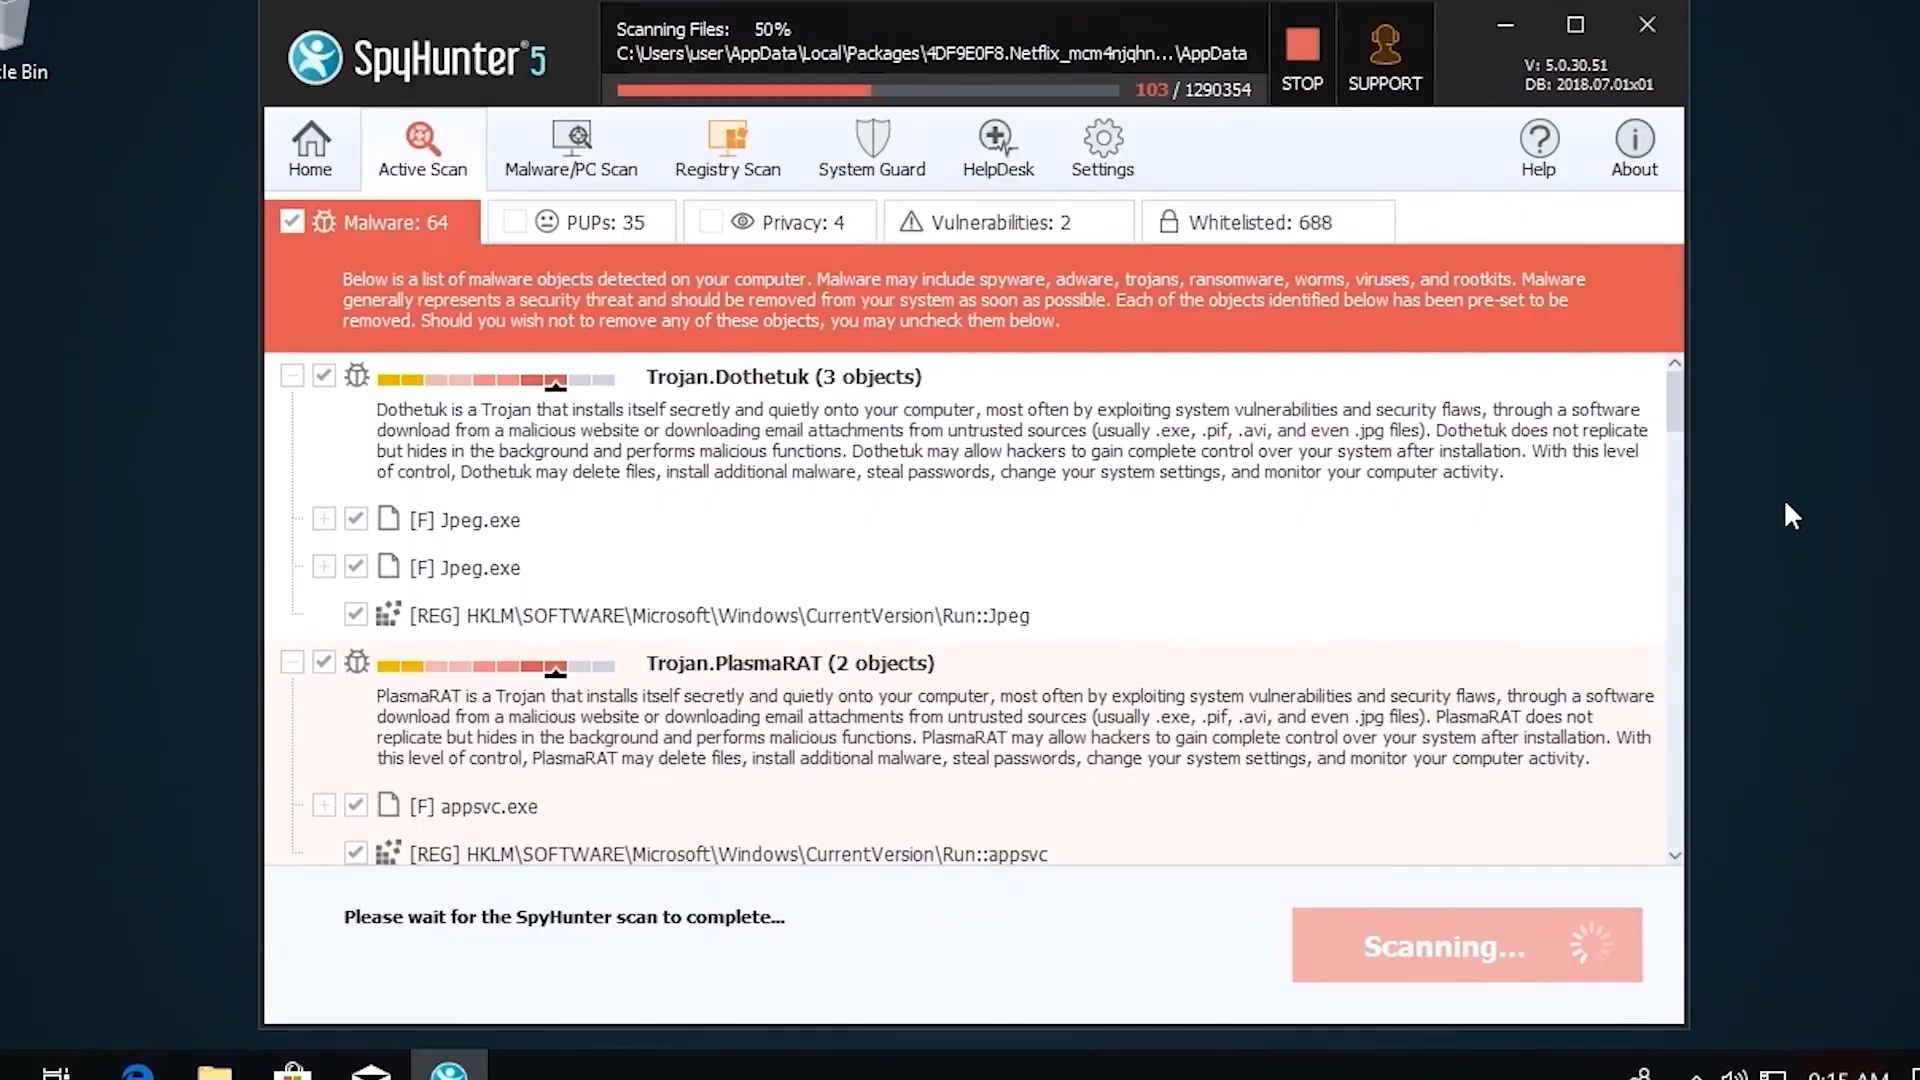 cle Bin
SpyHunter® 5
Scanning Files: 50%
C:\Users\user\AppData\Local\Packages\4DF9E0F8.Netflix_mcm4njqhn...\AppData
103 / 1290354
STOP
SUPPORT
V: 5.0.30.51
DB: 2018.07.01x01
Home
Active Scan
Malware/PC Scan
Registry Scan
System Guard
HelpDesk
Settings
Help
About
Malware: 64
PUPs: 35
Privacy: 4
Vulnerabilities: 2
Whitelisted: 688
Below is a list of malware objects detected on your computer. Malware may include spyware, adware, trojans, ransomware, worms, viruses, and rootkits. Malware
generally represents a security threat and should be removed from your system as soon as possible. Each of the objects identified below has been pre-set to be
removed. Should you wish not to remove any of these objects, you may uncheck them below.
Trojan.Dothetuk (3 objects)
Dothetuk is a Trojan that installs itself secretly and quietly onto your computer, most often by exploiting system vulnerabilities and security flaws, through a software
download from a malicious website or downloading email attachments from untrusted sources (usually .exe, .pif, .avi, and even .jpg files). Dothetuk does not replicate
but hides in the background and performs malicious functions. Dothetuk may allow hackers to gain complete control over your system after installation. With this level
of control, Dothetuk may delete files, install additional malware, steal passwords, change your system settings, and monitor your computer activity.
[F] Jpeg.exe
[F] Jpeg.exe
[REG] HKLM\SOFTWARE\Microsoft\Windows\CurrentVersion\Run::Jpeg
Trojan.PlasmaRAT (2 objects)
PlasmaRAT is a Trojan that installs itself secretly and quietly onto your computer, most often by exploiting system vulnerabilities and security flaws, through a software
download from a malicious website or downloading email attachments from untrusted sources (usually .exe, .pif, .avi, and even .jpg files). PlasmaRAT does not
replicate but hides in the background and performs malicious functions. PlasmaRAT may allow hackers to gain complete control over your system after installation. With
this level of control, PlasmaRAT may delete files, install additional malware, steal passwords, change your system settings, and monitor your computer activity.
[F] appsvc.exe
[REG] HKLM\SOFTWARE\Microsoft\Windows\CurrentVersion\Run::appsvc
Please wait for the SpyHunter scan to complete...
Scanning...
9:15 AM